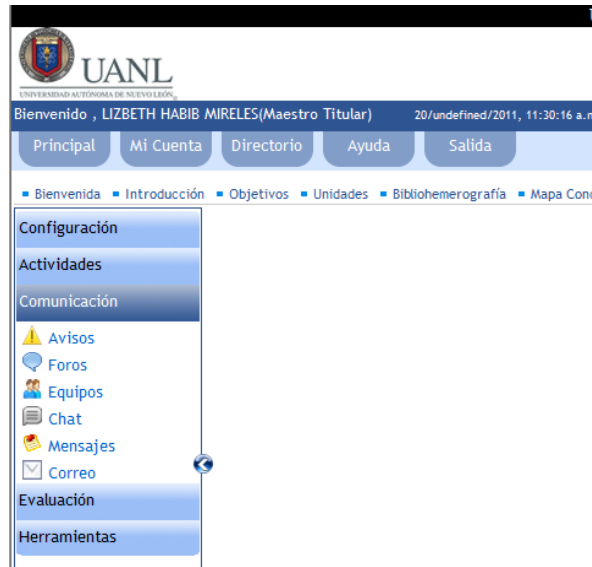 UANL
UNIVERSIDAD AUTÓNOMA DE NUEVO LEÓN
Bienvenido , LIZBETH HABIB MIRELES(Maestro Titular) 20/undefined/2011, 11:30:16 a.m
Principal Mi Cuenta Directorio Ayuda Salida
Bienvenida Introducción Objetivos Unidades Bibliohemerografía Mapa Conc
Configuración
Actividades
Comunicación
Avisos
Foros
Equipos
Chat
Mensajes
Correo
Evaluación
Herramientas